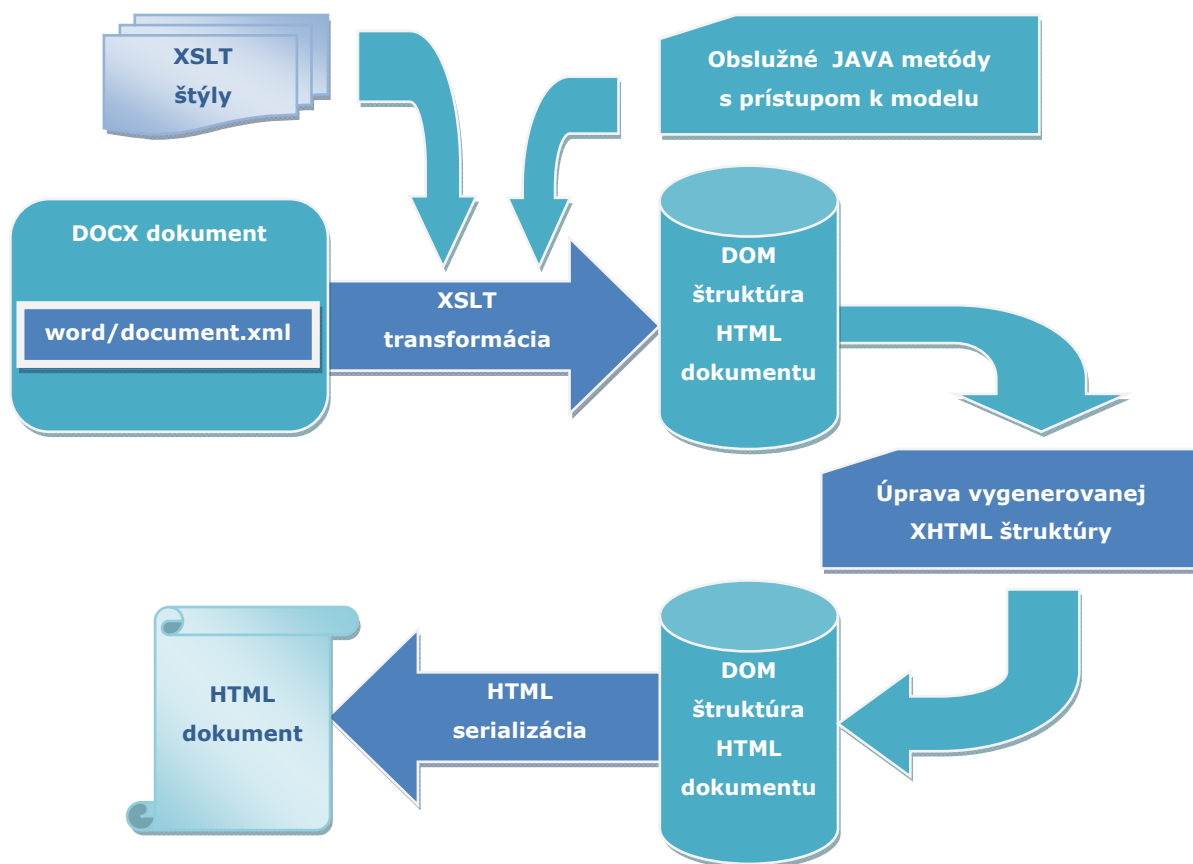 XSLT
štýly
Obslužné JAVA metódy
s prístupom k modelu
DOCX dokument
word/document.xml
XSLT
transformácia
DOM
štruktúra
HTML
dokumentu
Úprava vygenerovanej
XHTML štruktúry
DOM
štruktúra
HTML
dokumentu
HTML
serializácia
HTML
dokument